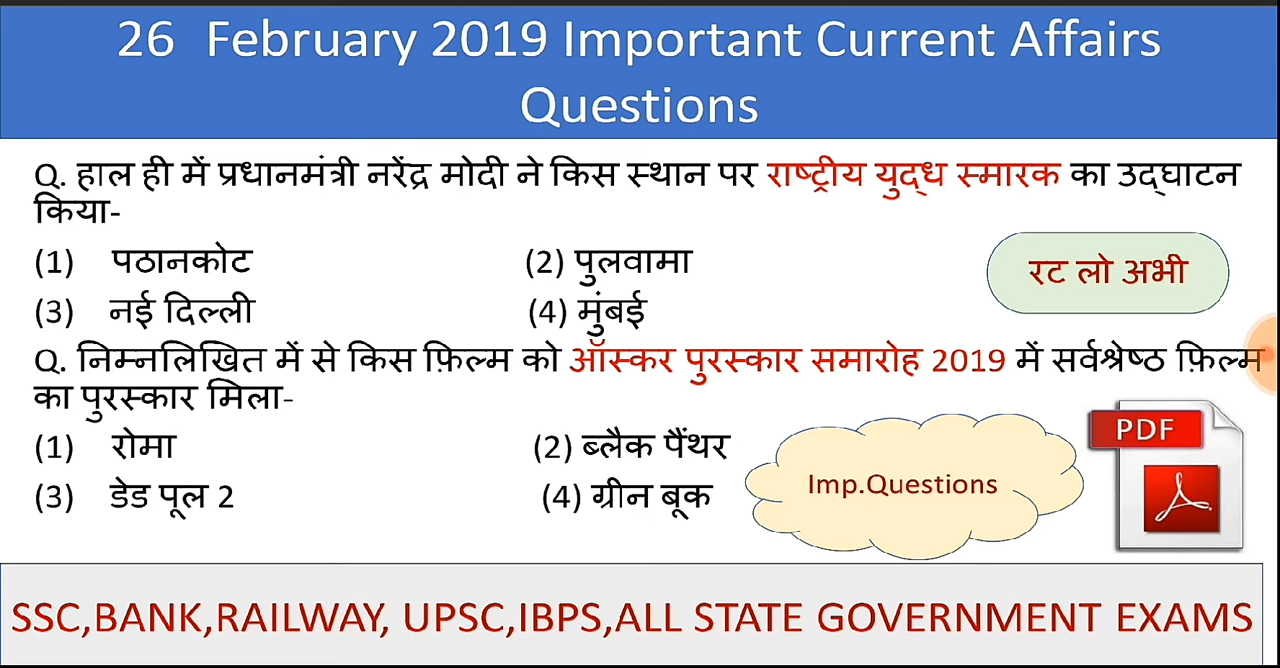 26 February 2019 Important Current Affairs
Questions
Q. हाल ही में प्रधानमंत्री नरेंद्र मोदी ने किस स्थान पर राष्ट्रीय युद्ध स्मारक का उद्घाटन
किया-
(1) पठानकोट (2) पुलवामा
रट लो अभी
(3) नई दिल्ली (4) मुंबई
Q. निम्नलिखित में से किस फ़िल्म को ऑस्कर पुरस्कार समारोह 2019 में सर्वश्रेष्ठ फ़िल्म
का पुरस्कार मिला-
(1) रोमा (2) ब्लैक पैंथर
(3) डेड पूल 2 (4) ग्रीन बूक
Imp.Questions
PDF
SSC,BANK,RAILWAY, UPSC,IBPS,ALL STATE GOVERNMENT EXAMS